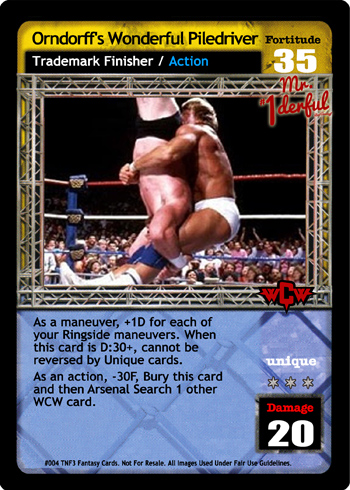 Orndorff's Wonderful Piledriver
Fortitude
35
Trademark Finisher / Action
Mr.
#1derful
WCW
As a maneuver, +1D for each of
your Ringside maneuvers. When
this card is D:30+, cannot be
reversed by Unique cards.
As an action, -30F, Bury this card
and then Arsenal Search 1 other
WCW card.
unique
Damage
20
#004 TNF3 Fantasy Cards. Not For Resale. All Images Used Under Fair Use Guidelines.